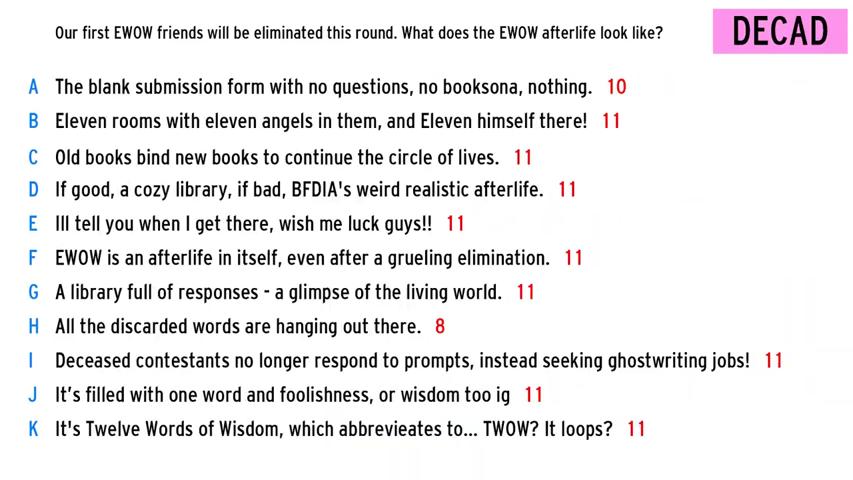 Our first EWOW friends will be eliminated this round. What does the EWOW afterlife look like?
DECAD
A The blank submission form with no questions, no booksona, nothing. 10
B Eleven rooms with eleven angels in them, and Eleven himself there! 11
C Old books bind new books to continue the circle of lives. 11
D If good, a cozy library, if bad, BFDIA's weird realistic afterlife. 11
E Ill tell you when I get there, wish me luck guys!! 11
F EWOW is an afterlife in itself, even after a grueling elimination. 11
G A library full of responses - a glimpse of the living world. 11
H All the discarded words are hanging out there. 8
I Deceased contestants no longer respond to prompts, instead seeking ghostwriting jobs! 11
J It’s filled with one word and foolishness, or wisdom too ig 11
K It's Twelve Words of Wisdom, which abbrevieates to... TWOW? It loops? 11